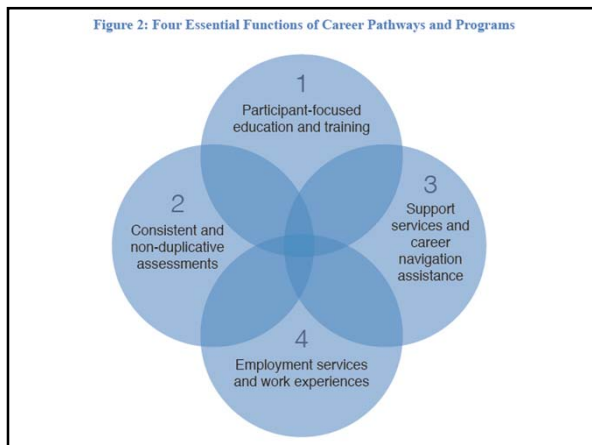 Figure 2: Four Essential Functions of Career Pathways and Programs
1
Participant-focused
education and training
2
Consistent and
non-duplicative
assessments
3
Support
services and
career
navigation
assistance
4
Employment services
and work experiences